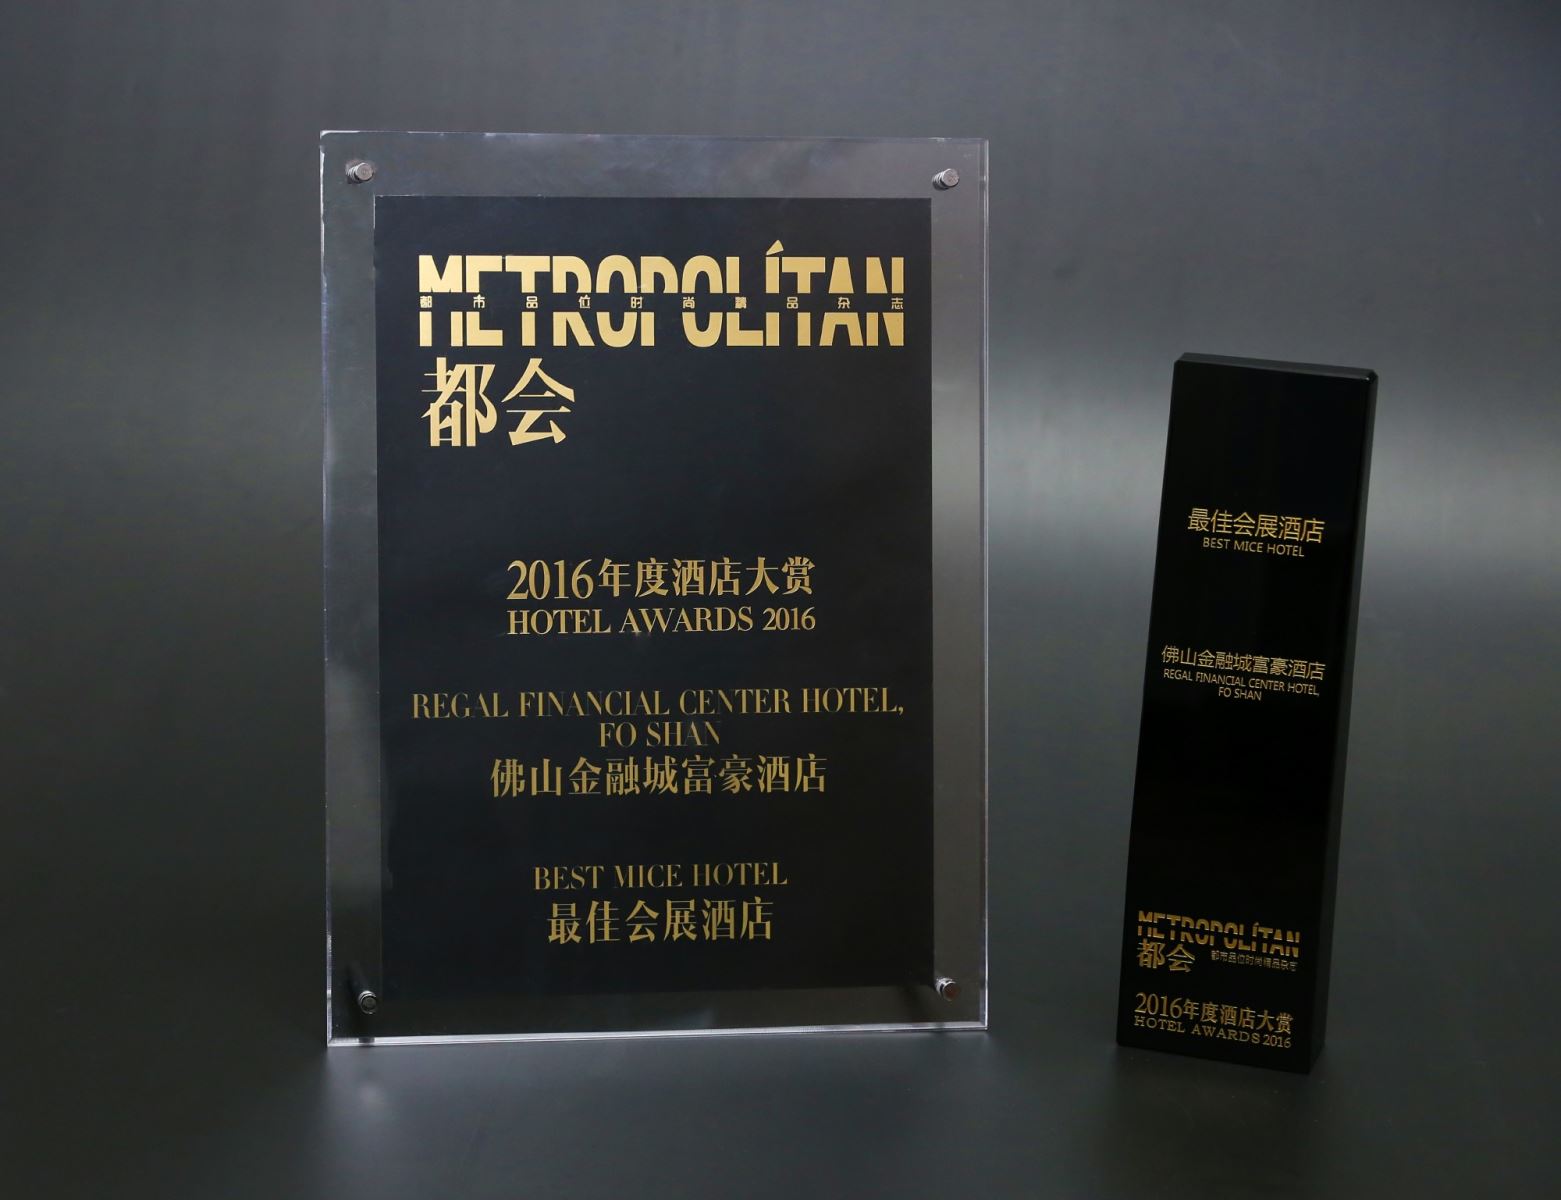 METROPOLÍTAN
都市品位时尚精品杂志
都会
2016年度酒店大赏
HOTEL AWARDS 2016
REGAL FINANCIAL CENTER HOTEL,
FO SHAN
佛山金融城富豪酒店
BEST MICE HOTEL
最佳会展酒店
最佳会展酒店
BEST MICE HOTEL
佛山金融城富豪酒店
REGAL FINANCIAL CENTER HOTEL,
FO SHAN
METROPOLÍTAN
都会 都市品位时尚精品杂志
2016年度酒店大赏
HOTEL AWARDS 2016